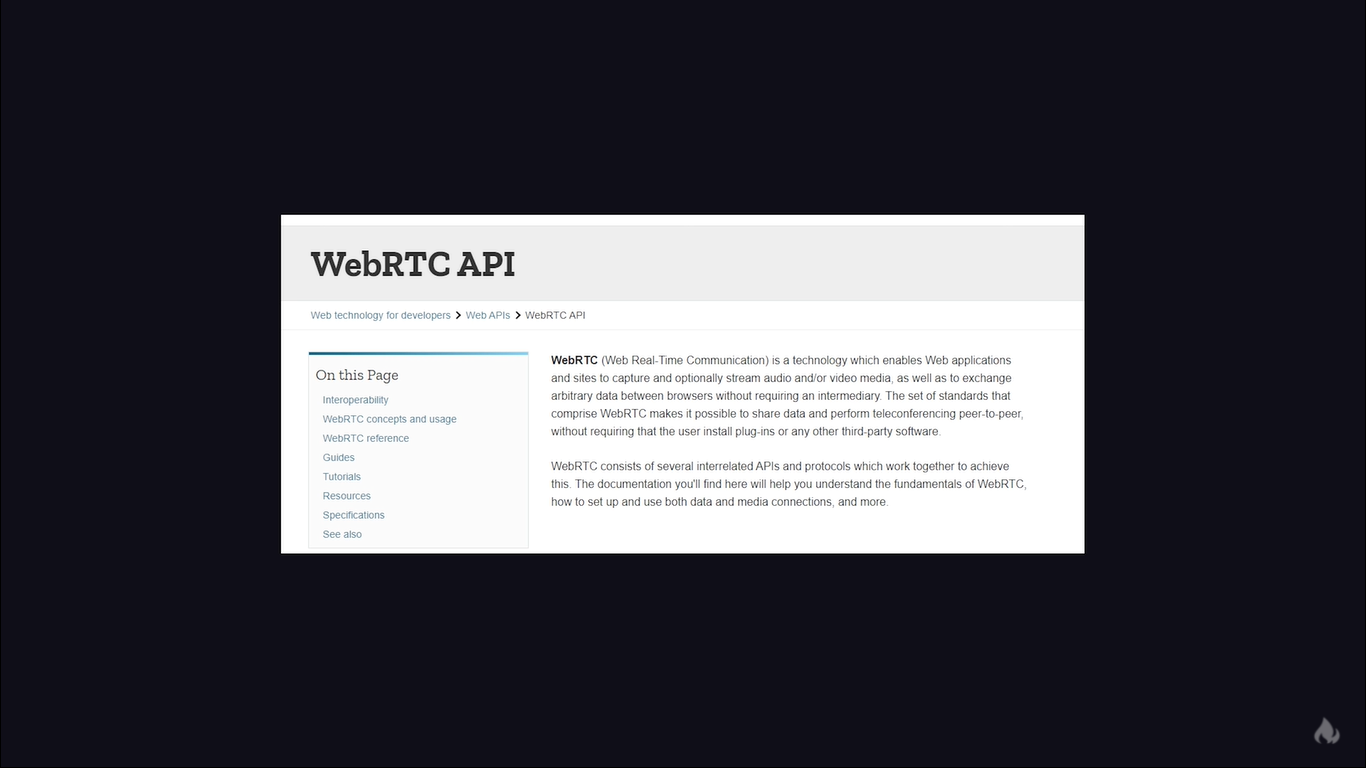 WebRTC API
Web technology for developers > Web APIs > WebRTC API
On this Page
Interoperability
WebRTC concepts and usage
WebRTC reference
Guides
Tutorials
Resources
Specifications
See also
WebRTC (Web Real-Time Communication) is a technology which enables Web applications
and sites to capture and optionally stream audio and/or video media, as well as to exchange
arbitrary data between browsers without requiring an intermediary. The set of standards that
comprise WebRTC makes it possible to share data and perform teleconferencing peer-to-peer,
without requiring that the user install plug-ins or any other third-party software.
WebRTC consists of several interrelated APIs and protocols which work together to achieve
this. The documentation you'll find here will help you understand the fundamentals of WebRTC,
how to set up and use both data and media connections, and more.